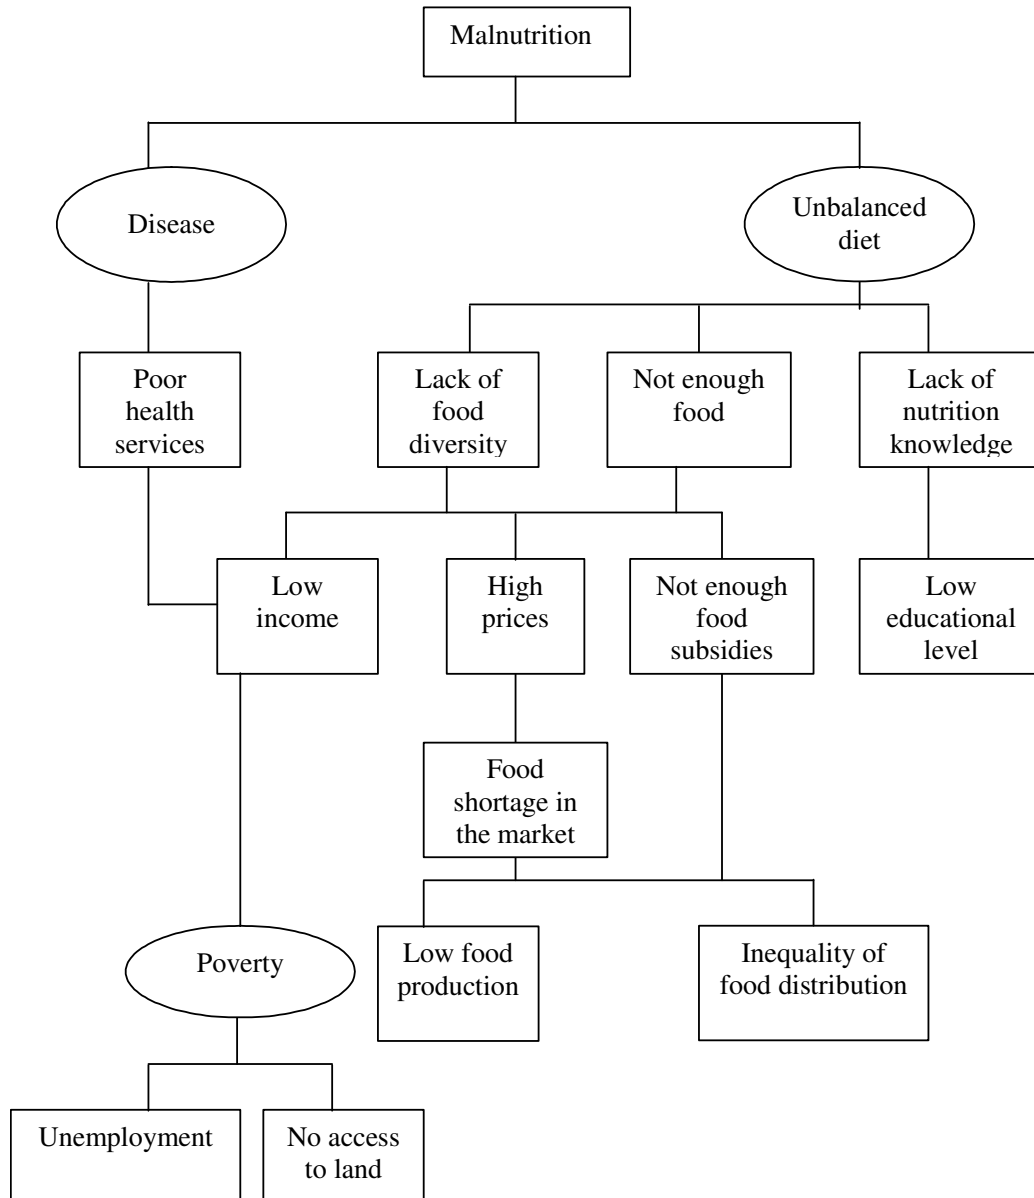 Malnutrition
Disease
Unbalanced
diet
Poor
health
services
Lack of
food
diversity
Not enough
food
Lack of
nutrition
knowledge
Low
income
High
prices
Not enough
food
subsidies
Low
educational
level
Food
shortage in
the market
Poverty
Low food
production
Inequality of
food distribution
Unemployment
No access
to land